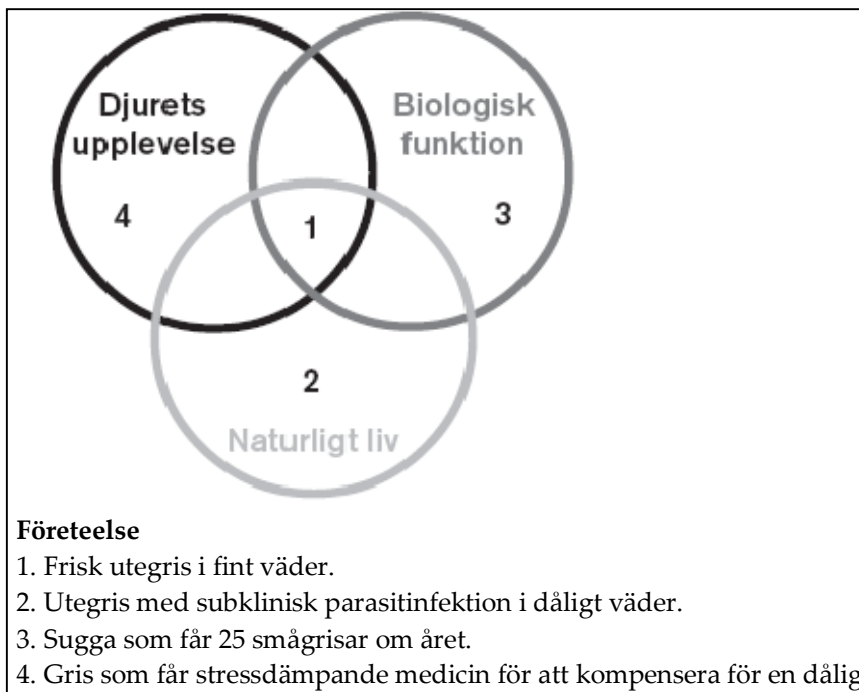 Djurets
upplevelse
Biologisk
funktion
4
1
3
2
Naturligt liv
Företeelse
1. Frisk utegris i fint väder.
2. Utegris med subklinisk parasitinfektion i dåligt väder.
3. Sugga som får 25 smågrisar om året.
4. Gris som får stressdämpande medicin för att kompensera för en dålig